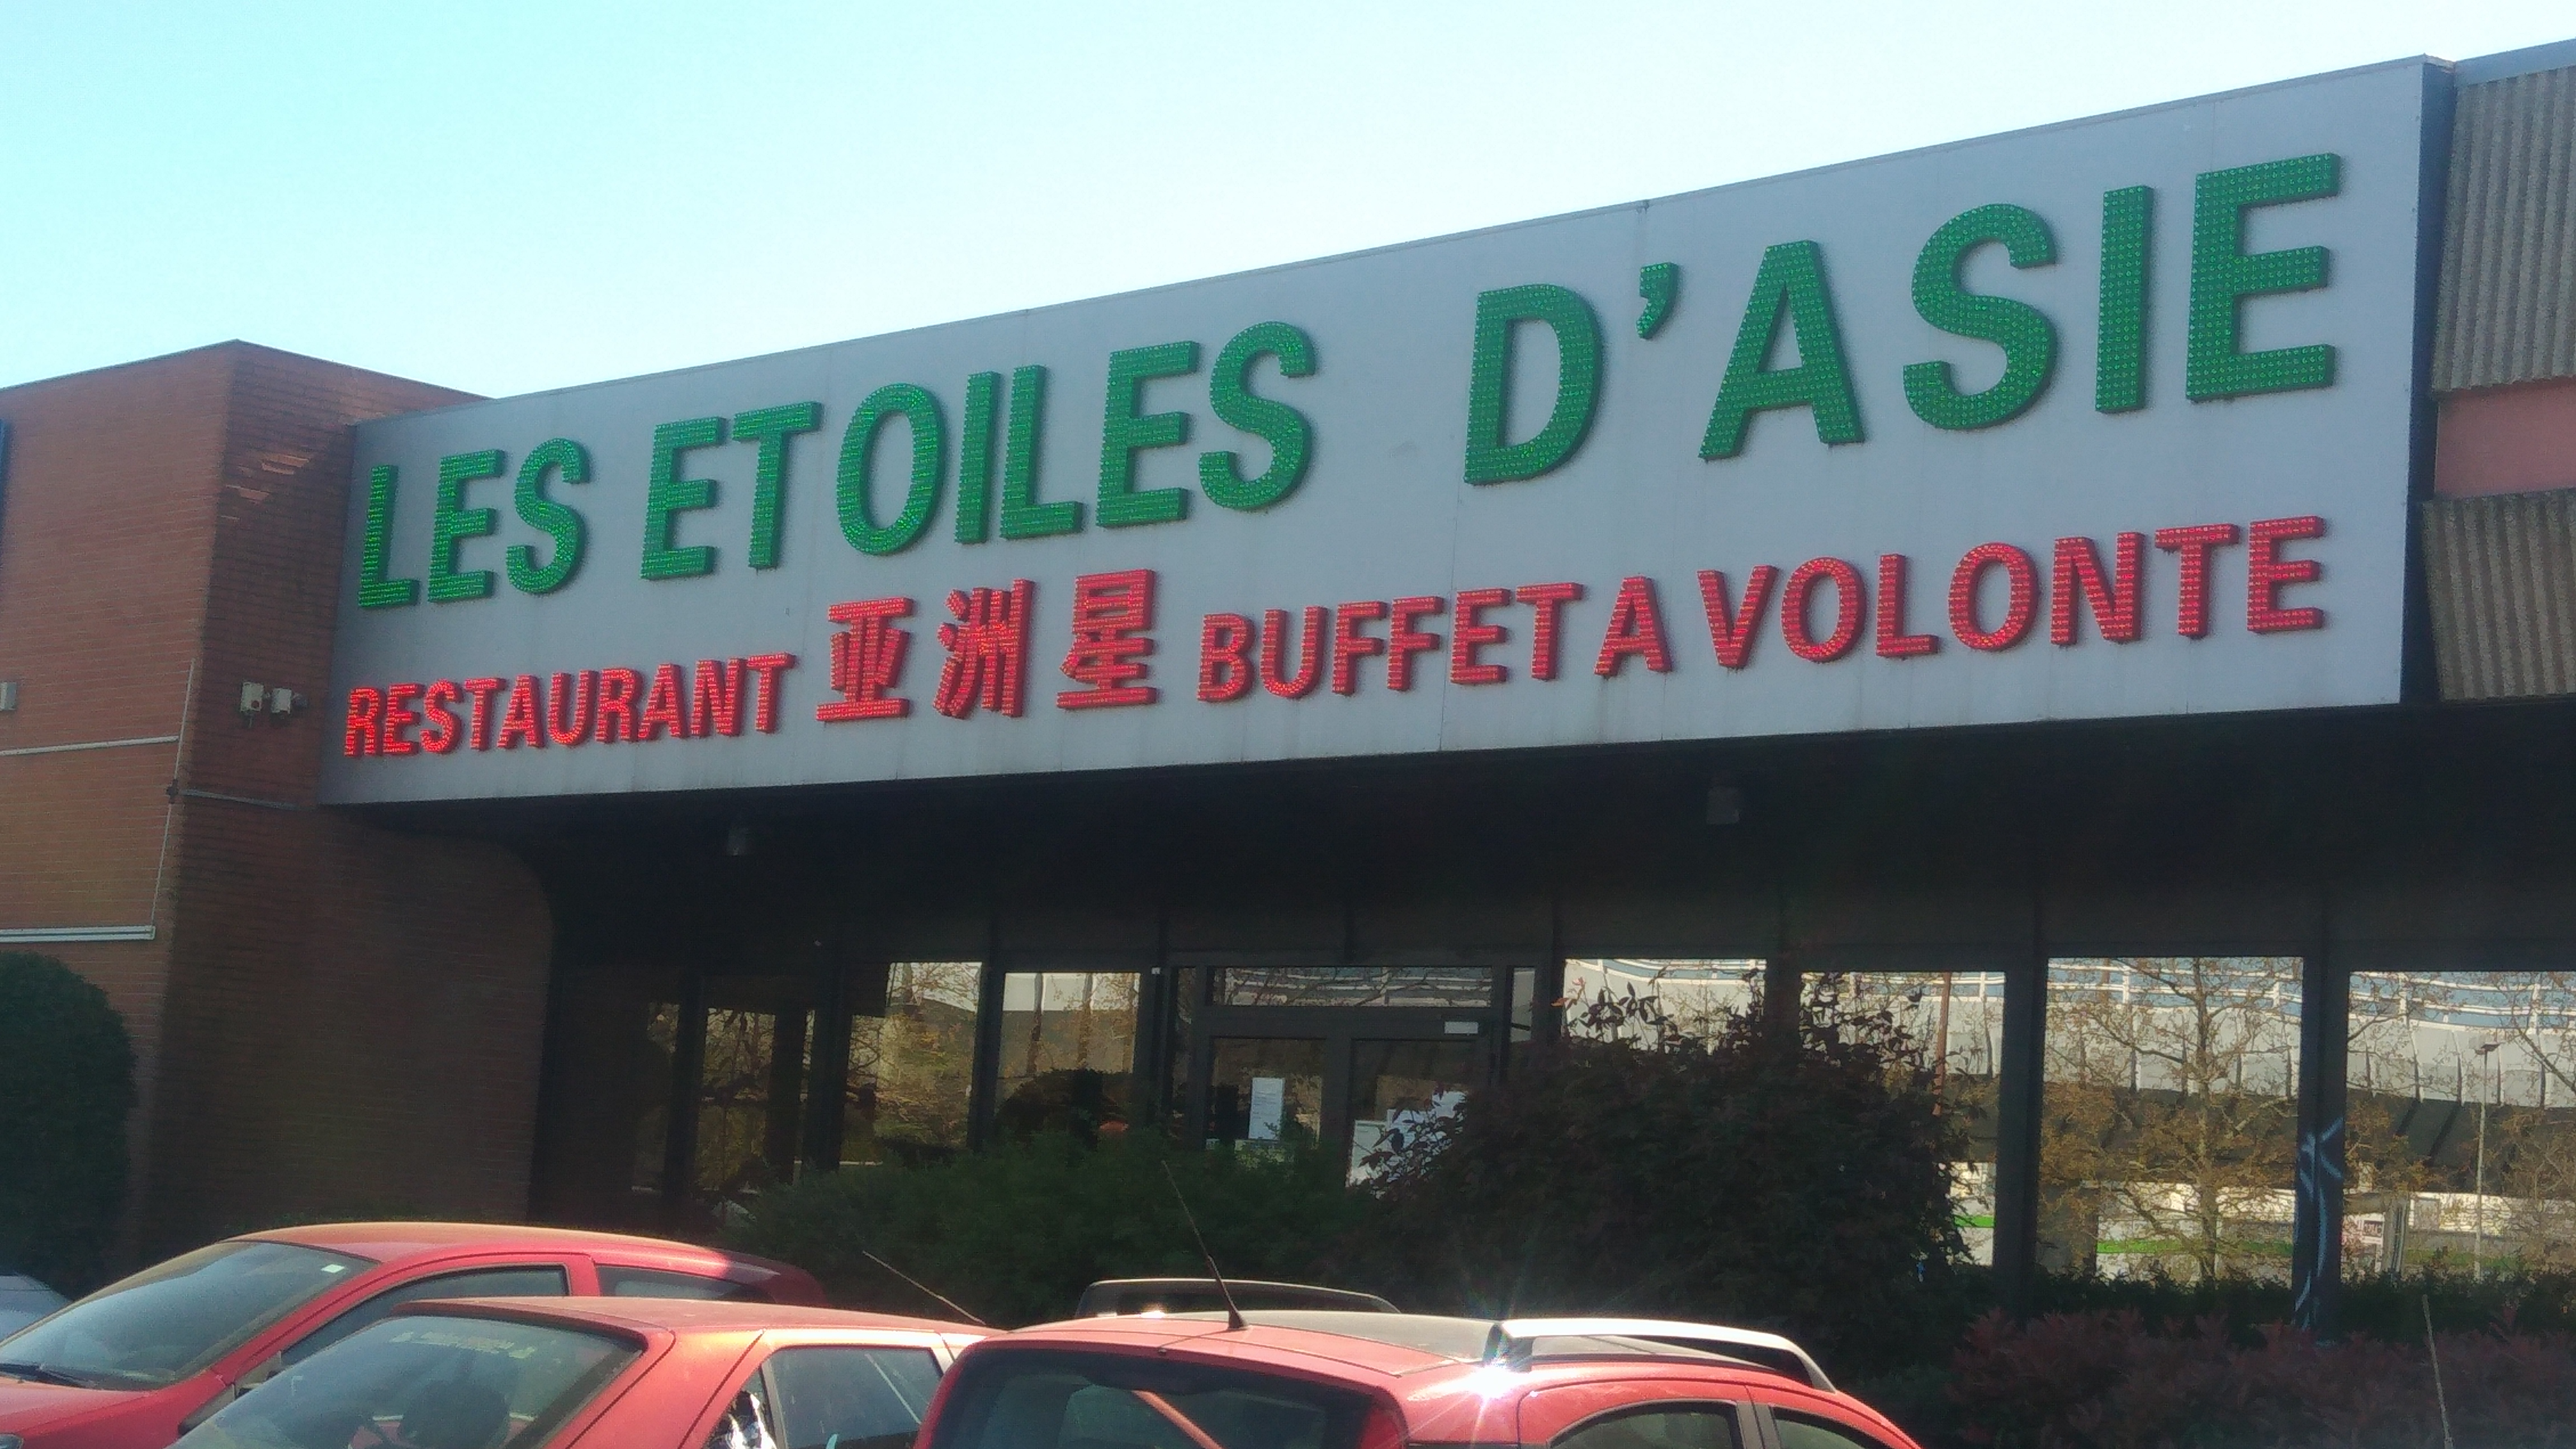 LES ETOILES D'ASIE
RESTAURANT 亚洲星 BUFFET A VOLONTE